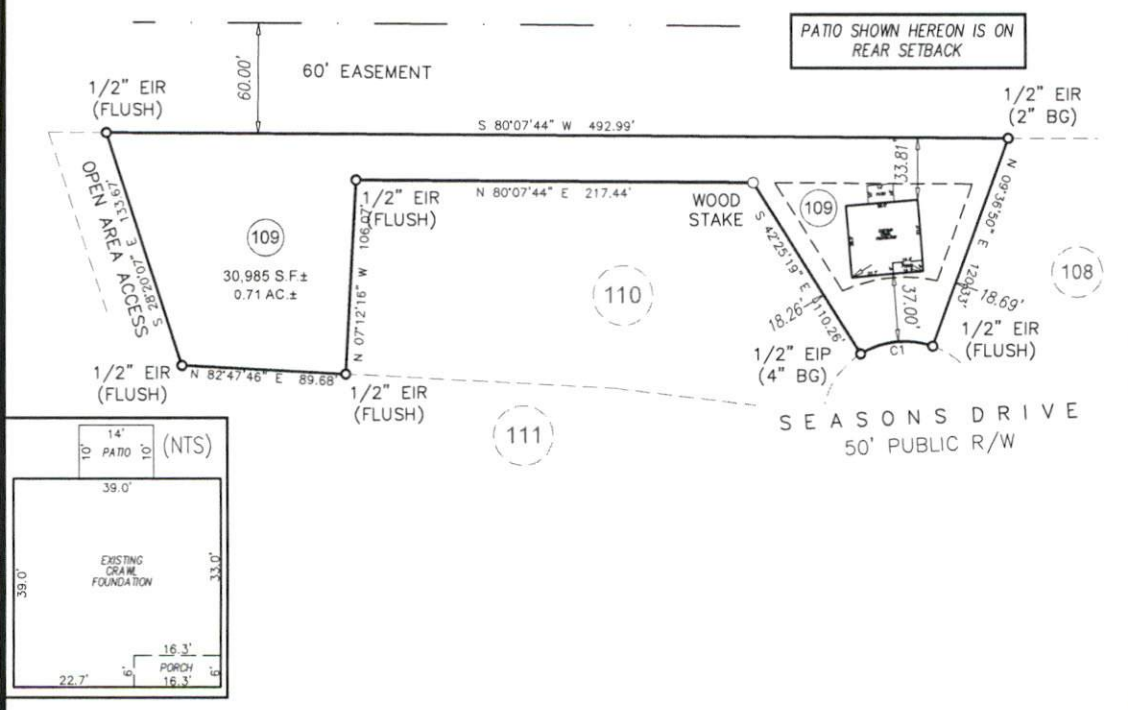 PATIO SHOWN HEREON IS ON
REAR SETBACK
60.00'
60' EASEMENT
1/2" EIR
(FLUSH)
1/2" EIR
(2" BG)
S 80°07'44" W 492.99'
33.81'
N 80°07'44" E 217.44'
1/2" EIR
(FLUSH)
WOOD
STAKE
OPEN AREA ACCESS
S 28°20'07" E 133.67'
109
30,985 S.F.±
0.71 AC.±
N 07°12'16" W 106.07'
109
110
108
S 42°25'19" E 110.26'
N 09°36'50" E 120.33'
18.26'
37.00'
18.69'
C1
1/2" EIP
(4" BG)
1/2" EIR
(FLUSH)
1/2" EIR
(FLUSH)
N 82°47'46" E 89.68'
1/2" EIR
(FLUSH)
SEASONS DRIVE
50' PUBLIC R/W
111
14'
10'
PATIO
10'
(NTS)
39.0'
EXISTING
CRAWL
FOUNDATION
39.0'
33.0'
16.3'
6'
PORCH
6'
22.7'
16.3'